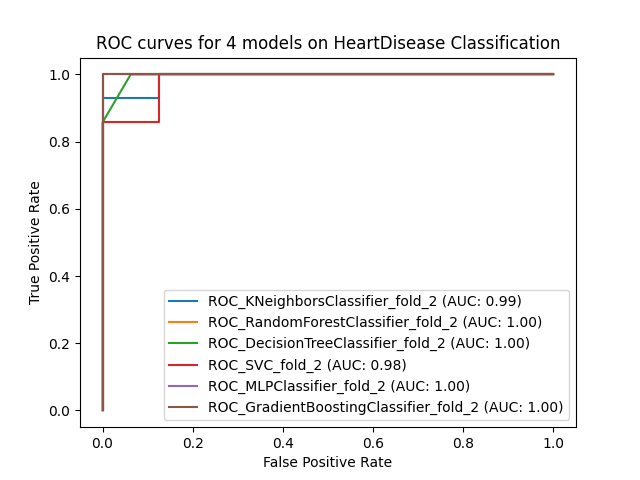 ROC curves for 4 models on HeartDisease Classification
1.0
0.8
0.6
0.4
0.2
0.0
True Positive Rate
ROC_KNeighborsClassifier_fold_2 (AUC: 0.99)
ROC_RandomForestClassifier_fold_2 (AUC: 1.00)
ROC_DecisionTreeClassifier_fold_2 (AUC: 1.00)
ROC_SVC_fold_2 (AUC: 0.98)
ROC_MLPClassifier_fold_2 (AUC: 1.00)
ROC_GradientBoostingClassifier_fold_2 (AUC: 1.00)
0.0 0.2 0.4 0.6 0.8 1.0
False Positive Rate